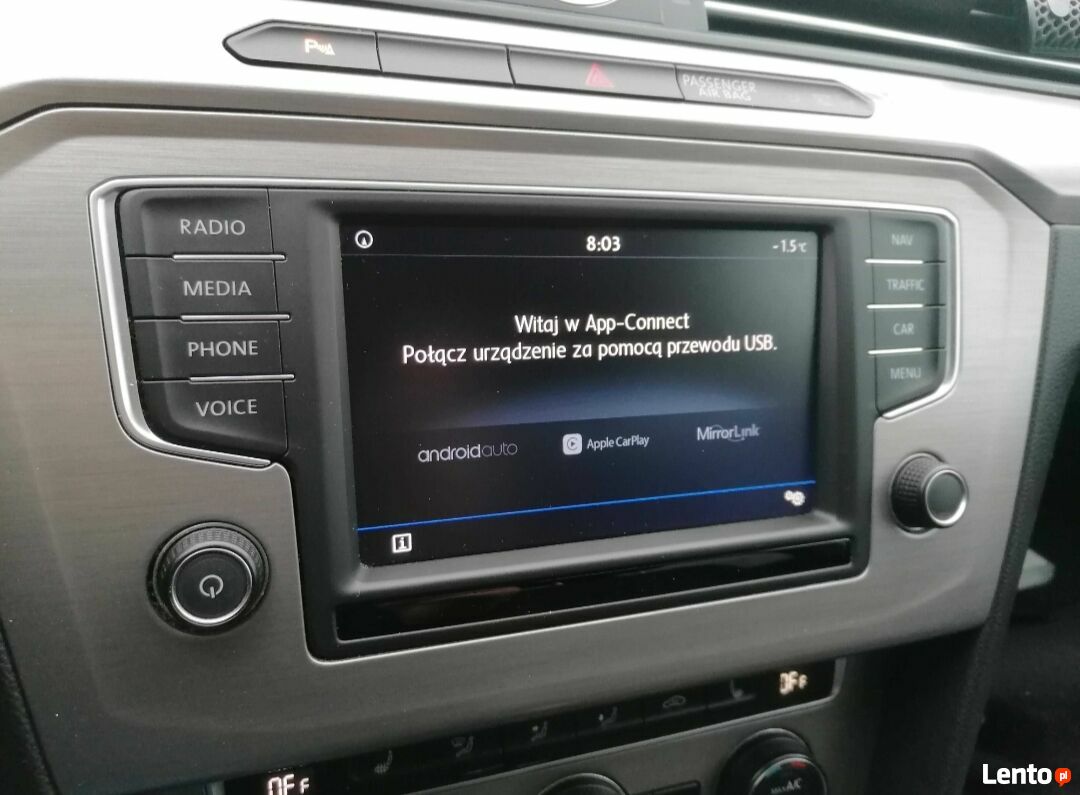 PASSENGER
AIR BAG
RADIO
MEDIA
PHONE
VOICE
8:03
-1.5°C
Witaj w App-Connect
Połącz urządzenie za pomocą przewodu USB.
androidauto
Apple CarPlay
MirrorLink
NAV
TRAFFIC
CAR
MENU
OFF
OFF
MAX A/C
Lento pl